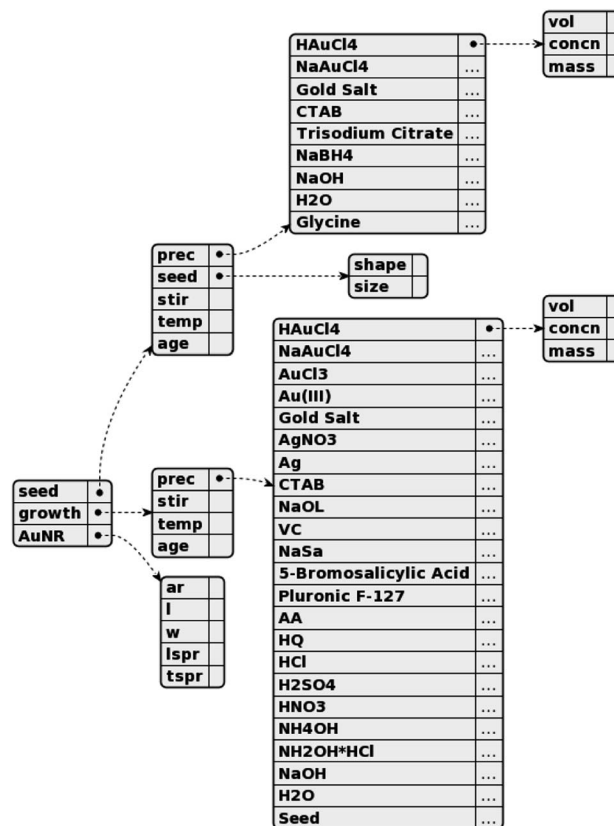 vol
concn
mass
HAuCl4
NaAuCl4 ...
Gold Salt ...
CTAB ...
Trisodium Citrate ...
NaBH4 ...
NaOH ...
H2O ...
Glycine ...
prec
seed
stir
temp
age
shape
size
vol
concn
mass
HAuCl4
NaAuCl4 ...
AuCl3 ...
Au(III) ...
Gold Salt ...
AgNO3 ...
Ag ...
CTAB ...
NaOL ...
VC ...
NaSa ...
5-Bromosalicylic Acid ...
Pluronic F-127 ...
AA ...
HQ ...
HCl ...
H2SO4 ...
HNO3 ...
NH4OH ...
NH2OH*HCl ...
NaOH ...
H2O ...
Seed ...
prec
stir
temp
age
seed
growth
AuNR
ar
l
w
lspr
tspr